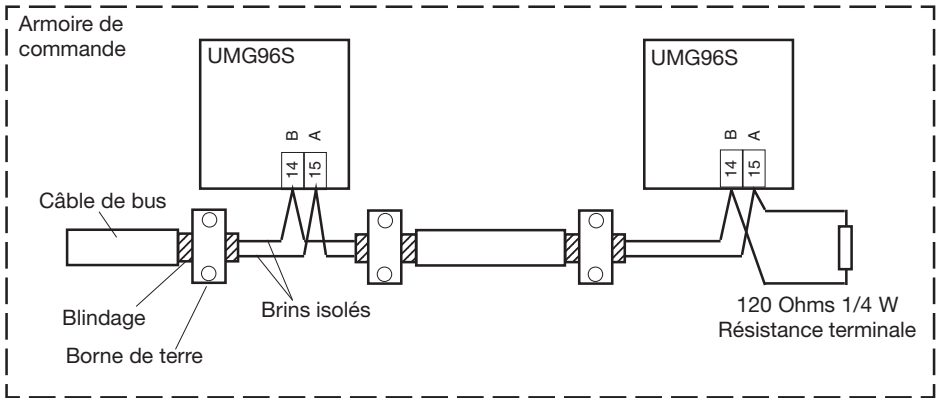 Armoire de
commande
UMG96S
UMG96S
B A
B A
14 15
14 15
Câble de bus
Blindage
Brins isolés
Borne de terre
120 Ohms 1/4 W
Résistance terminale